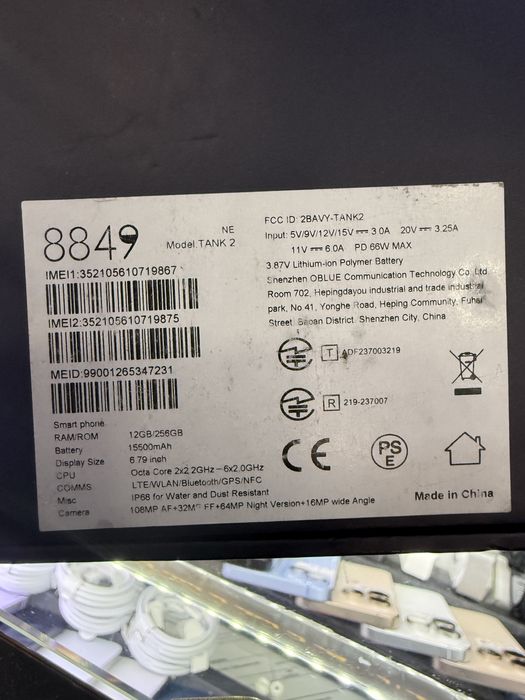 8849
NE
Model.TANK 2
IMEI1:352105610719867
IMEI2:352105610719875
MEID:99001265347231
FCC ID: 2BAVY-TANK2
Input: 5V/9V/12V/15V 3.0A 20V 3.25A
11V 6.0A PD 66W MAX
3.87V Lithium-ion Polymer Battery
Shenzhen OBLUE Communication Technology Co. Ltd
Room 702, Hepingdayou industrial and trade industrial
park, No 41, Yonghe Road, Heping Community, Fuhai
Street. Baoan District. Shenzhen City, China
T ADF237003219
R 219-237007
CE
PS
E
Smart phone
RAM/ROM 12GB/256GB
Battery 15500mAh
Display Size 6.79 inch
CPU Octa Core 2x2.2GHz-6x2.0GHz
COMMS LTE/WLAN/Bluetooth/GPS/NFC
Misc IP68 for Water and Dust Resistant
Camera 108MP AF+32MP FF+64MP Night Version+16MP wide Angle
Made in China